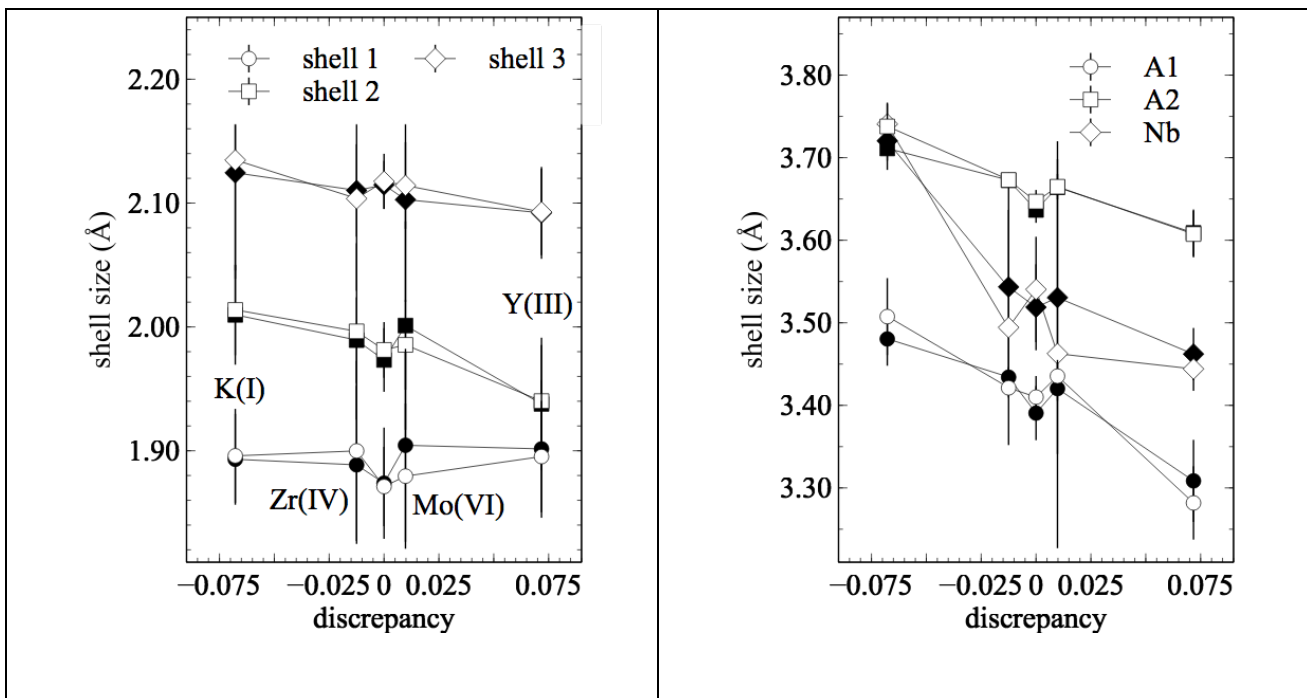 shell 1 shell 3
shell 2
2.20
2.10
2.00
1.90
shell size (Å)
K(I)
Zr(IV)
Mo(VI)
Y(III)
−0.075 −0.025 0 0.025 0.075
discrepancy
A1
A2
Nb
3.80
3.70
3.60
3.50
3.40
3.30
shell size (Å)
−0.075 −0.025 0 0.025 0.075
discrepancy